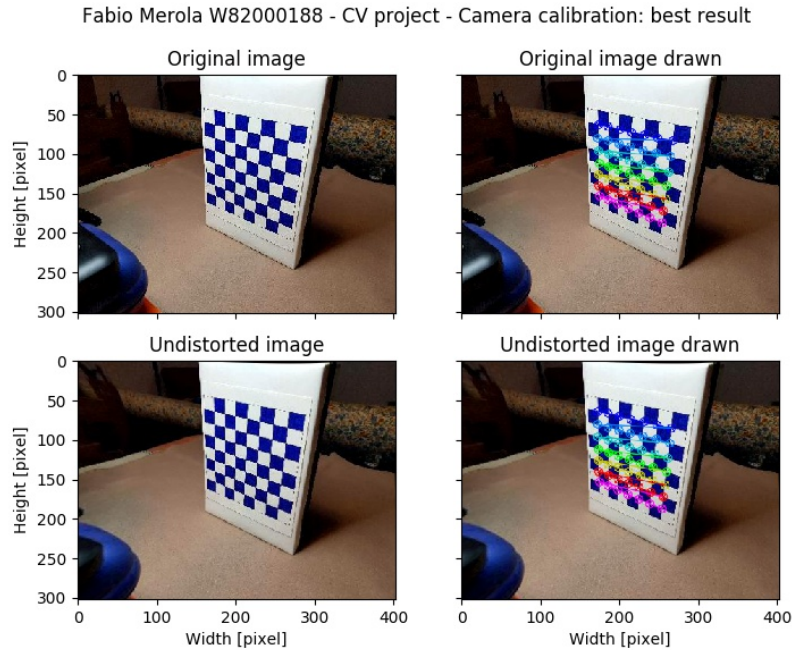 Fabio Merola W82000188 - CV project - Camera calibration: best result
Original image
Original image drawn
0
50
100
150
200
250
300
Height [pixel]
Undistorted image
Undistorted image drawn
0
50
100
150
200
250
300
Height [pixel]
0 100 200 300 400
0 100 200 300 400
Width [pixel]
Width [pixel]